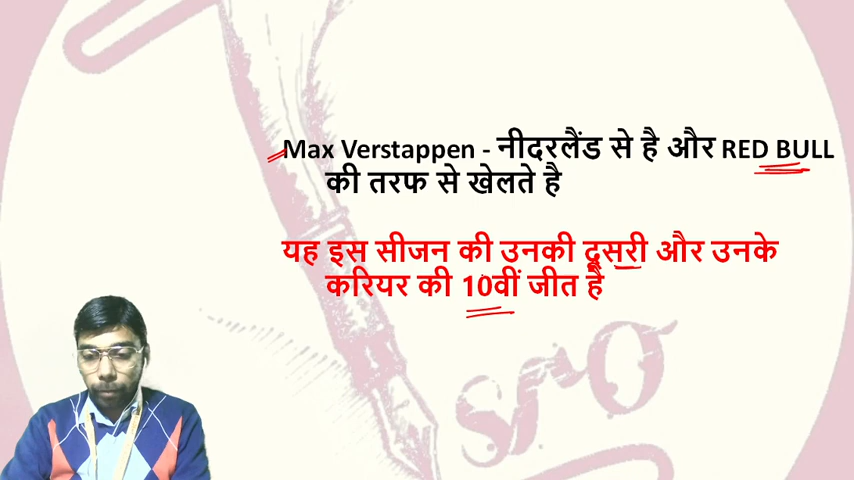 Max Verstappen - नीदरलैंड से है और RED BULL
की तरफ से खेलते है
यह इस सीजन की उनकी दूसरी और उनके
करियर की 10वीं जीत है